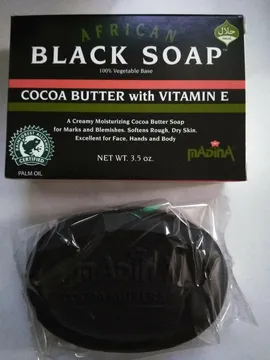 AFRICAN
حلال
BLACK SOAP
100% Vegetable Base
COCOA BUTTER with VITAMIN E
A Creamy Moisturizing Cocoa Butter Soap
for Marks and Blemishes. Softens Rough, Dry Skin.
Excellent for Face, Hands and Body
CERTIFIED
PALM OIL
NET WT. 3.5 oz.
MADINA
MADINA